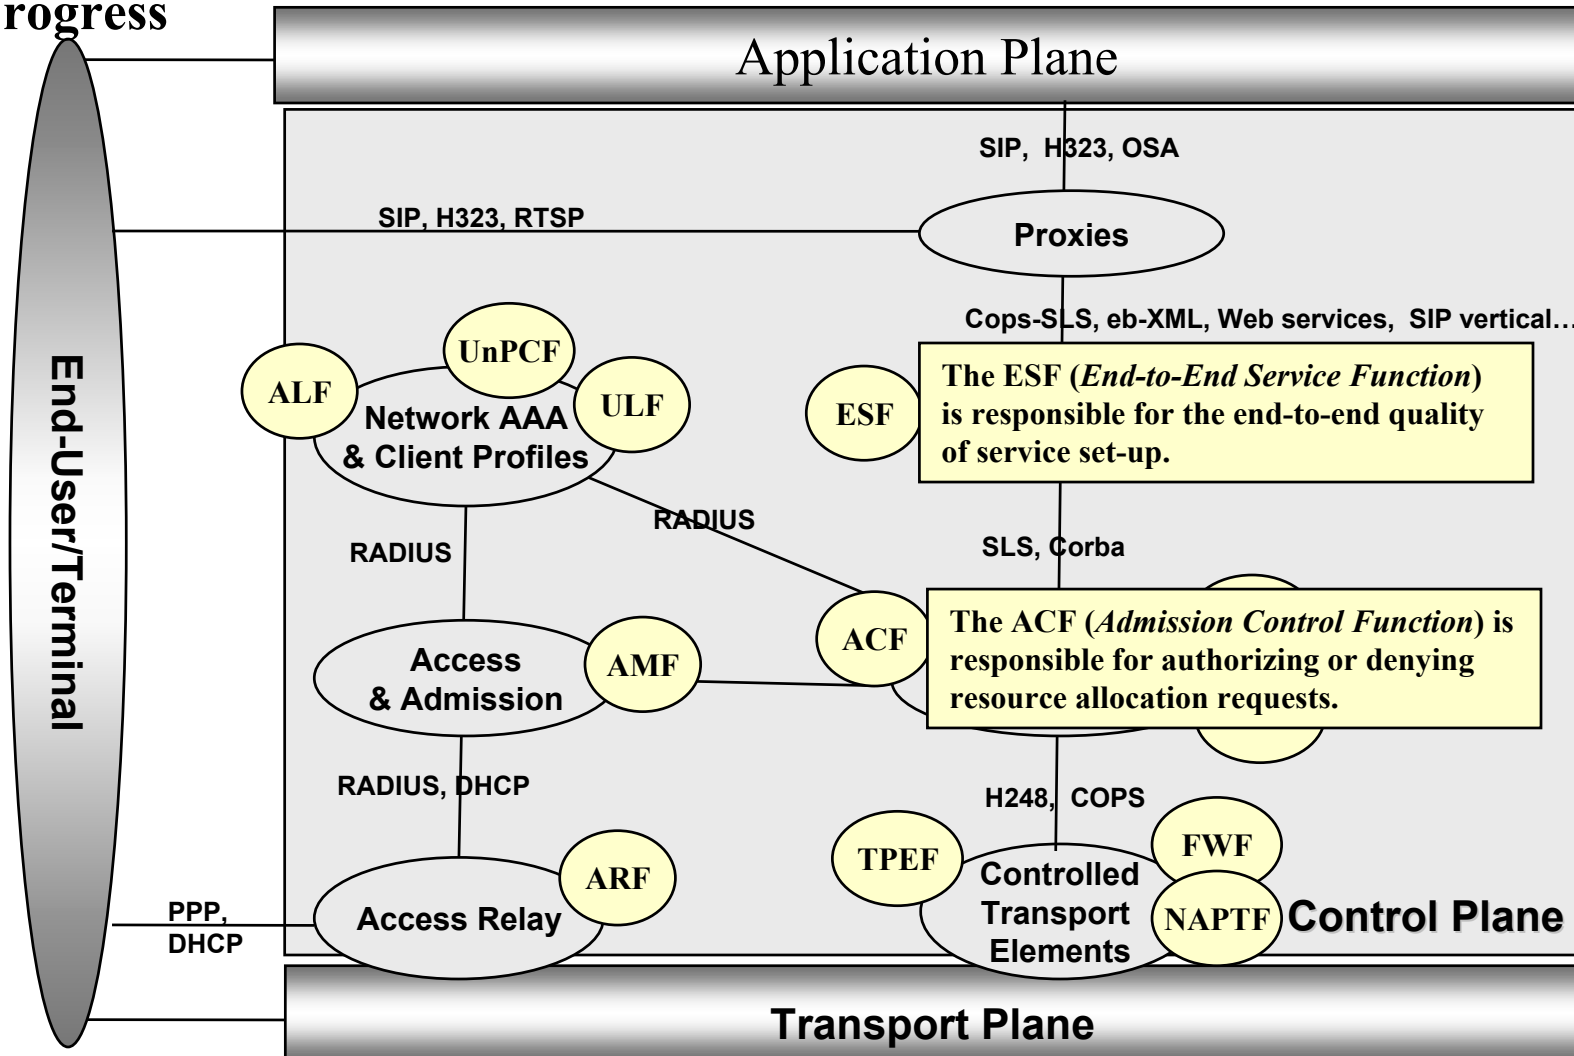 rogress
Application Plane
SIP, H323, OSA
SIP, H323, RTSP
Proxies
Cops-SLS, eb-XML, Web services, SIP vertical…
UnPCF
ALF
ULF
Network AAA
& Client Profiles
ESF
The ESF (End-to-End Service Function)
is responsible for the end-to-end quality
of service set-up.
End-User/Terminal
RADIUS
RADIUS
SLS, Corba
ACF
The ACF (Admission Control Function) is
responsible for authorizing or denying
resource allocation requests.
Access
& Admission
AMF
RADIUS, DHCP
H248, COPS
TPEF
FWF
Controlled
Transport
Elements
NAPTF
Control Plane
ARF
Access Relay
PPP,
DHCP
Transport Plane